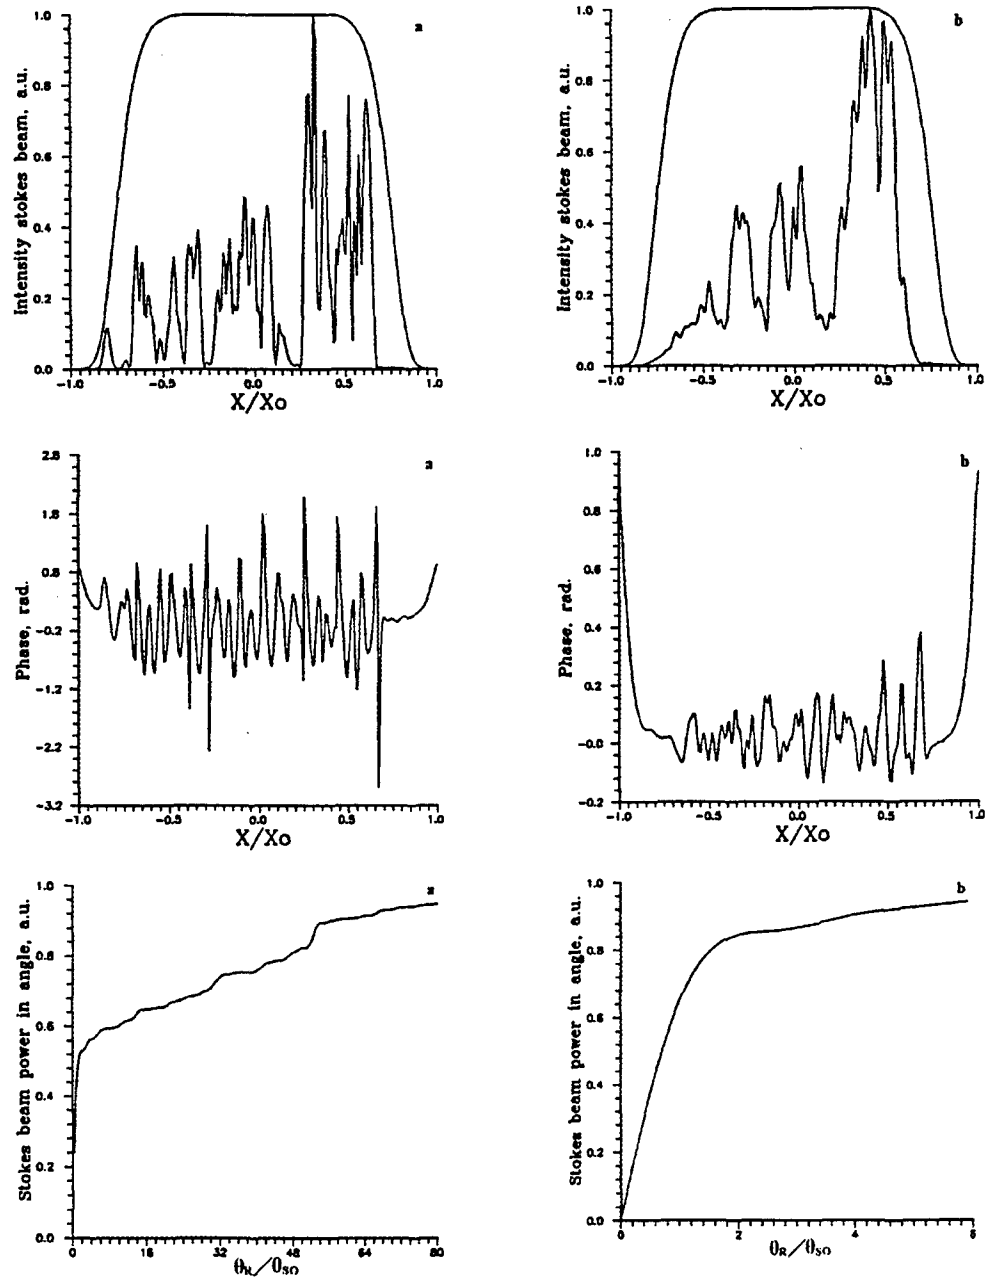 a
Intensity stokes beam, a.u.
1.0
0.8
0.6
0.4
0.2
0.0
-1.0 -0.5 0.0 0.5 1.0
X/Xo
b
Intensity stokes beam, a.u.
1.0
0.8
0.6
0.4
0.2
0.0
-1.0 -0.5 0.0 0.5 1.0
X/Xo
a
Phase, rad.
2.8
1.8
0.8
-0.2
-1.2
-2.2
-3.2
-1.0 -0.5 0.0 0.5 1.0
X/Xo
b
Phase, rad.
1.0
0.8
0.6
0.4
0.2
-0.0
-0.2
-1.0 -0.5 0.0 0.5 1.0
X/Xo
a
Stokes beam power in angle, a.u.
1.0
0.8
0.6
0.4
0.2
0.0
0 16 32 48 64 80
θR/θSO
b
Stokes beam power in angle, a.u.
1.0
0.8
0.6
0.4
0.2
0.0
0 2 4 6
θR/θSO